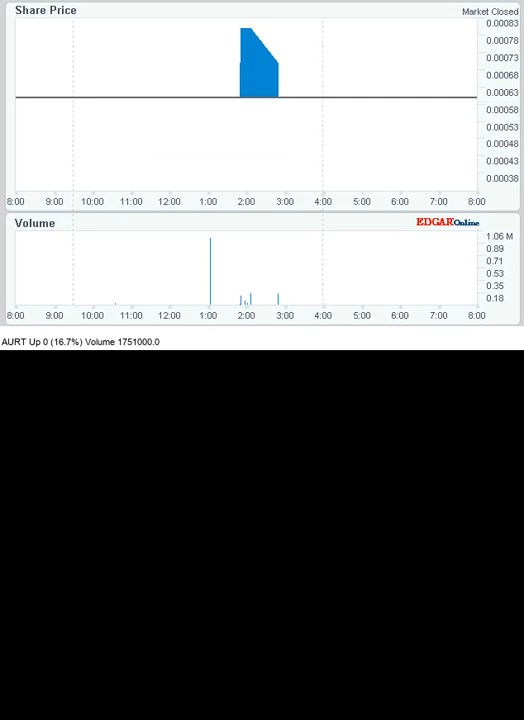 Share Price
Market Closed
0.00083
0.00078
0.00073
0.00068
0.00063
0.00058
0.00053
0.00048
0.00043
0.00038
8:00 9:00 10:00 11:00 12:00 1:00 2:00 3:00 4:00 5:00 6:00 7:00 8:00
Volume
EDGAROnline
1.06 M
0.89
0.71
0.53
0.35
0.18
8:00 9:00 10:00 11:00 12:00 1:00 2:00 3:00 4:00 5:00 6:00 7:00 8:00
AURT Up 0 (16.7%) Volume 1751000.0